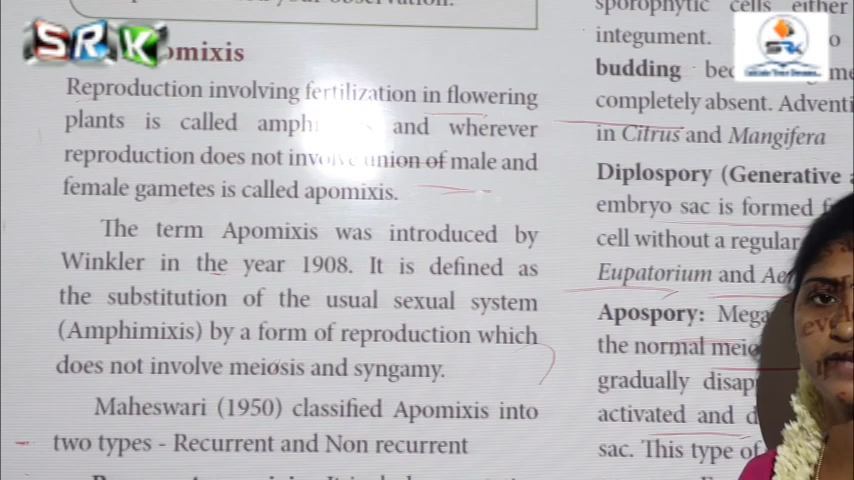 SRK
omixis
Reproduction involving fertilization in flowering
plants is called amph and wherever
reproduction does not involve union of male and
female gametes is called apomixis.
The term Apomixis was introduced by
Winkler in the year 1908. It is defined as
the substitution of the usual sexual system
(Amphimixis) by a form of reproduction which
does not involve meiosis and syngamy.
Maheswari (1950) classified Apomixis into
two types - Recurrent and Non recurrent
sporophytic cells either
integument.
budding
completely absent.
in Citrus and Mangifera
Diplospory (Generative
embryo sac is formed
cell without a regular
Eupatorium and
Apospory:
the normal
gradually
activated and
sac. This type of
SRK